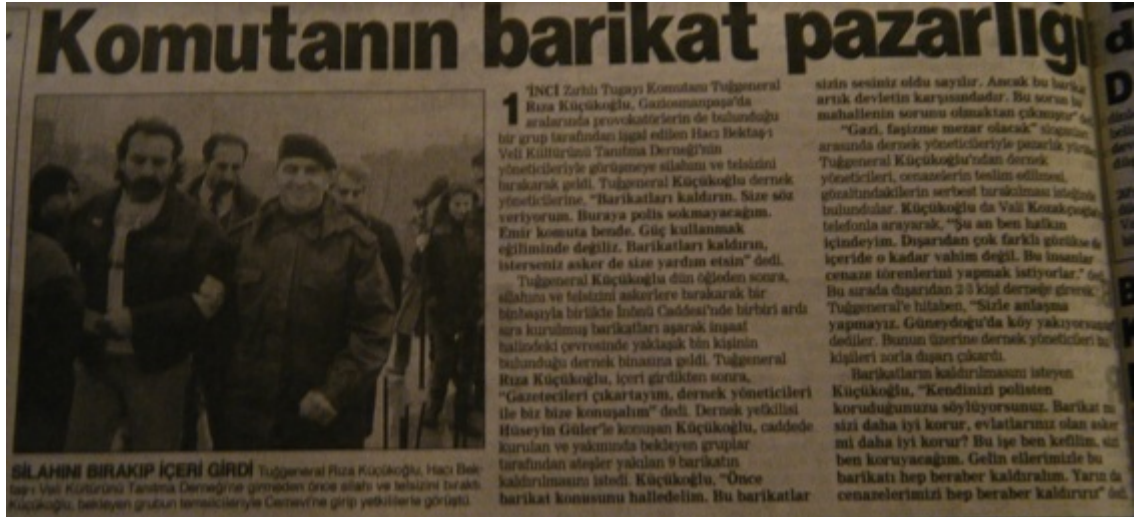 Komutanın barikat pazarlığı
1 'İNCİ Zırhlı Tugayı Komutanı Tuğgeneral
Rıza Küçükoğlu, Gaziosmanpaşa'da
aralarında provokatörlerin de bulunduğu
bir grup tarafından işgal edilen Hacı Bektaş-ı
Veli Kültürünü Tanıtma Derneği'nin
yöneticileriyle görüşmeye silahını ve telsizini
bırakarak geldi. Tuğgeneral Küçükoğlu dernek
yöneticilerine, "Barikatları kaldırın. Size söz
veriyorum. Buraya polis sokmayacağım.
Emir komuta bende. Güç kullanmak
eğiliminde değiliz. Barikatları kaldırın,
isterseniz asker de size yardım etsin" dedi.
Tuğgeneral Küçükoğlu dün öğleden sonra,
silahını ve telsizini askerlere bırakarak bir
binbaşıyla birlikte İnönü Caddesi'nde birbiri ardı
sıra kurulmuş barikatları aşarak inşaat
halindeki çevresinde yaklaşık bin kişinin
bulunduğu dernek binasına geldi. Tuğgeneral
Rıza Küçükoğlu, içeri girdikten sonra,
"Gazetecileri çıkartayım, dernek yöneticileri
ile biz bize konuşalım" dedi. Dernek yetkilisi
Hüseyin Güler'le konuşan Küçükoğlu, caddede
kurulan ve yakınında bekleyen gruplar
tarafından ateşler yakılan 9 barikatın
kaldırılmasını istedi. Küçükoğlu, "Önce
barikat konusunu halledelim. Bu barikatlar
sizin sesiniz oldu sayılır. Ancak bu barikat
artık devletin karşısındadır. Bu sorun bir
mahallenin sorunu olmaktan çıkmıştır" dedi.
"Gazi, faşizme mezar olacak" sloganları
arasında dernek yöneticileriyle pazarlık
Tuğgeneral Küçükoğlu'ndan dernek
yöneticileri, cenazelerin teslim edilmesi,
gözaltındakilerin serbest bırakılması isteğinde
bulundular. Küçükoğlu da Vali
telefonla arayarak, "Şu an ben halkın
içindeyim. Dışarıdan çok farklı görülse de
içeride o kadar vahim değil. Bu insanlar
cenaze törenlerini yapmak istiyorlar."
Bu sırada dışarıdan 2-3 kişi derneğe girerek
Tuğgeneral'e hitaben, "Sizle anlaşma
yapmayız. Güneydoğu'da köy
dediler. Bunun üzerine dernek yöneticileri bu
kişileri zorla dışarı çıkardı.
Barikatların kaldırılmasını isteyen
Küçükoğlu, "Kendinizi polisten
koruduğunuzu söylüyorsunuz. Barikat mı
sizi daha iyi korur, evlatlarınız olan asker
mi daha iyi korur? Bu işe ben kefilim, sizi
ben koruyacağım. Gelin ellerimizle bu
barikatı hep beraber kaldıralım. Yarın da
cenazelerimizi hep beraber kaldırırız" dedi.
SİLAHINI BIRAKIP İÇERİ GİRDİ Tuğgeneral Rıza Küçükoğlu, Hacı Bek-
taş-ı Veli Kültürünü Tanıtma Derneği'ne girmeden önce silahı ve telsizini bıraktı.
Küçükoğlu, bekleyen grubun temsilcileriyle Cemevi'ne girip yetkililerle görüştü.